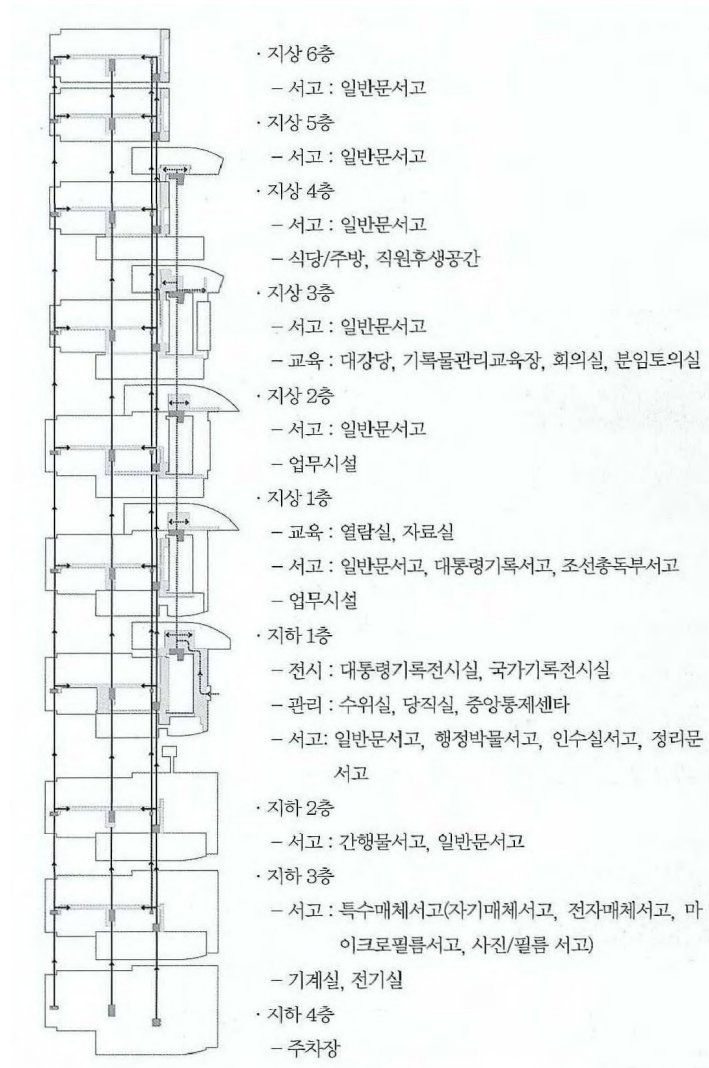 · 지상 6층
– 서고 : 일반문서고
· 지상 5층
– 서고 : 일반문서고
· 지상 4층
– 서고 : 일반문서고
– 식당/주방, 직원후생공간
· 지상 3층
– 서고 : 일반문서고
– 교육 : 대강당, 기록물관리교육장, 회의실, 분임토의실
· 지상 2층
– 서고 : 일반문서고
– 업무시설
· 지상 1층
– 교육 : 열람실, 자료실
– 서고 : 일반문서고, 대통령기록서고, 조선총독부서고
– 업무시설
· 지하 1층
– 전시 : 대통령기록전시실, 국가기록전시실
– 관리 : 수위실, 당직실, 중앙통제센타
– 서고: 일반문서고, 행정박물서고, 인수실서고, 정리문
서고
· 지하 2층
– 서고 : 간행물서고, 일반문서고
· 지하 3층
– 서고 : 특수매체서고(자기매체서고, 전자매체서고, 마
이크로필름서고, 사진/필름 서고)
– 기계실, 전기실
· 지하 4층
– 주차장